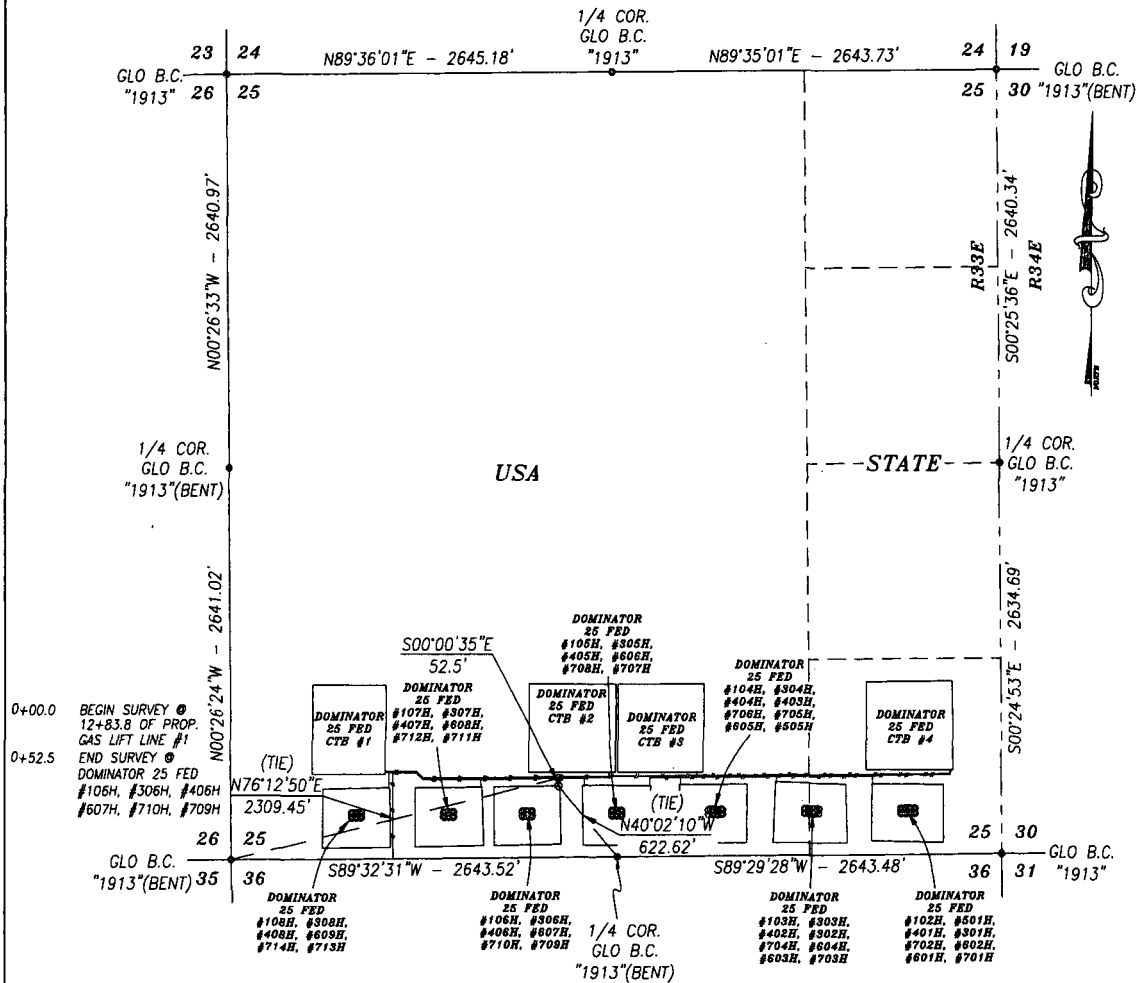 1/4 COR.
GLO B.C.
"1913"
23 24
N89°36'01"E - 2645.18'
N89°35'01"E - 2643.73'
24 19
GLO B.C.
"1913"
26 25
25 30
GLO B.C.
"1913"(BENT)
N00°26'33"W - 2640.97'
S00°25'36"E - 2640.34'
R33E
R34E
1/4 COR.
GLO B.C.
"1913"(BENT)
USA
STATE
1/4 COR.
GLO B.C.
"1913"
N00°26'24"W - 2641.02'
S00°24'53"E - 2634.69'
0+00.0 BEGIN SURVEY @
12+83.8 OF PROP.
GAS LIFT LINE #1
0+52.5 END SURVEY @
DOMINATOR 25 FED
#106H, #306H, #406H
#607H, #710H, #709H
S00°00'35"E
52.5'
DOMINATOR
25 FED
#105H, #305H,
#405H, #606H,
#708H, #707H
DOMINATOR
25 FED
#107H, #307H,
#407H, #608H,
#712H, #711H
DOMINATOR
25 FED
#104H, #304H,
#404H, #403H,
#706H, #705H
#605H, #505H
DOMINATOR
25 FED
CTB #1
DOMINATOR
25 FED
CTB #2
DOMINATOR
25 FED
CTB #3
DOMINATOR
25 FED
CTB #4
(TIE)
N76°12'50"E
2309.45'
(TIE)
N40°02'10"W
622.62'
26 25
25 30
GLO B.C.
"1913"(BENT)
35 36
S89°32'31"W - 2643.52'
S89°29'28"W - 2643.48'
36 31
GLO B.C.
"1913"
DOMINATOR
25 FED
#108H, #308H,
#408H, #609H,
#714H, #713H
DOMINATOR
25 FED
#106H, #306H,
#406H, #607H,
#710H, #709H
1/4 COR.
GLO B.C.
"1913"(BENT)
DOMINATOR
25 FED
#103H, #303H,
#402H, #302H,
#704H, #604H,
#603H, #703H
DOMINATOR
25 FED
#102H, #501H,
#401H, #301H,
#702H, #602H,
#601H, #701H